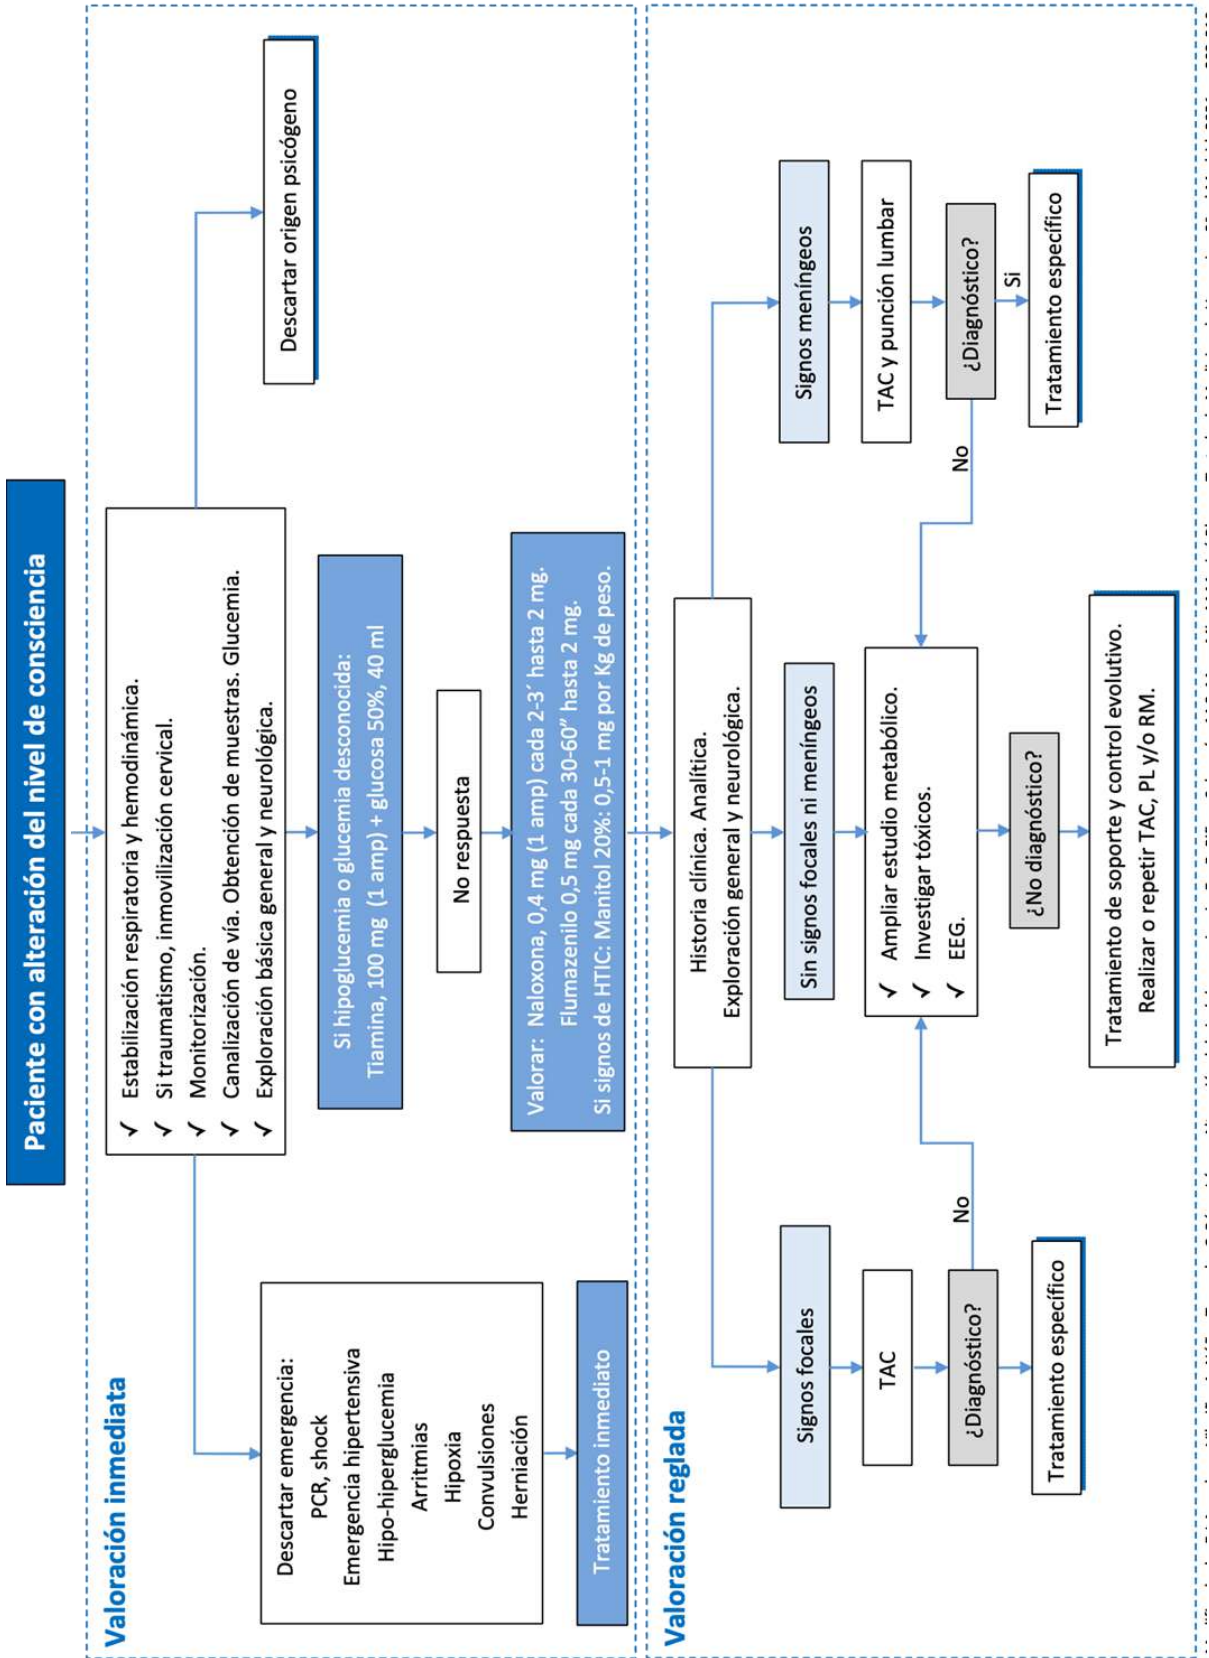 Paciente con alteración del nivel de consciencia
Valoración inmediata
✓ Estabilización respiratoria y hemodinámica.
✓ Si traumatismo, inmovilización cervical.
✓ Monitorización.
✓ Canalización de vía. Obtención de muestras. Glucemia.
✓ Exploración básica general y neurológica.
Descartar emergencia:
PCR, shock
Emergencia hipertensiva
Hipo-hiperglucemia
Arritmias
Hipoxia
Convulsiones
Herniación
Tratamiento inmediato
Descartar origen psicógeno
Si hipoglucemia o glucemia desconocida:
Tiamina, 100 mg (1 amp) + glucosa 50%, 40 ml
No respuesta
Valorar: Naloxona, 0,4 mg (1 amp) cada 2-3´ hasta 2 mg.
Flumazenilo 0,5 mg cada 30-60” hasta 2 mg.
Si signos de HTIC: Manitol 20%: 0,5-1 mg por Kg de peso.
Valoración reglada
Historia clínica. Analítica.
Exploración general y neurológica.
Signos focales
TAC
¿Diagnóstico?
No
Tratamiento específico
Sin signos focales ni meníngeos
✓ Ampliar estudio metabólico.
✓ Investigar tóxicos.
✓ EEG.
¿No diagnóstico?
Tratamiento de soporte y control evolutivo.
Realizar o repetir TAC, PL y/o RM.
Signos meníngeos
TAC y punción lumbar
¿Diagnóstico?
No
Si
Tratamiento específico